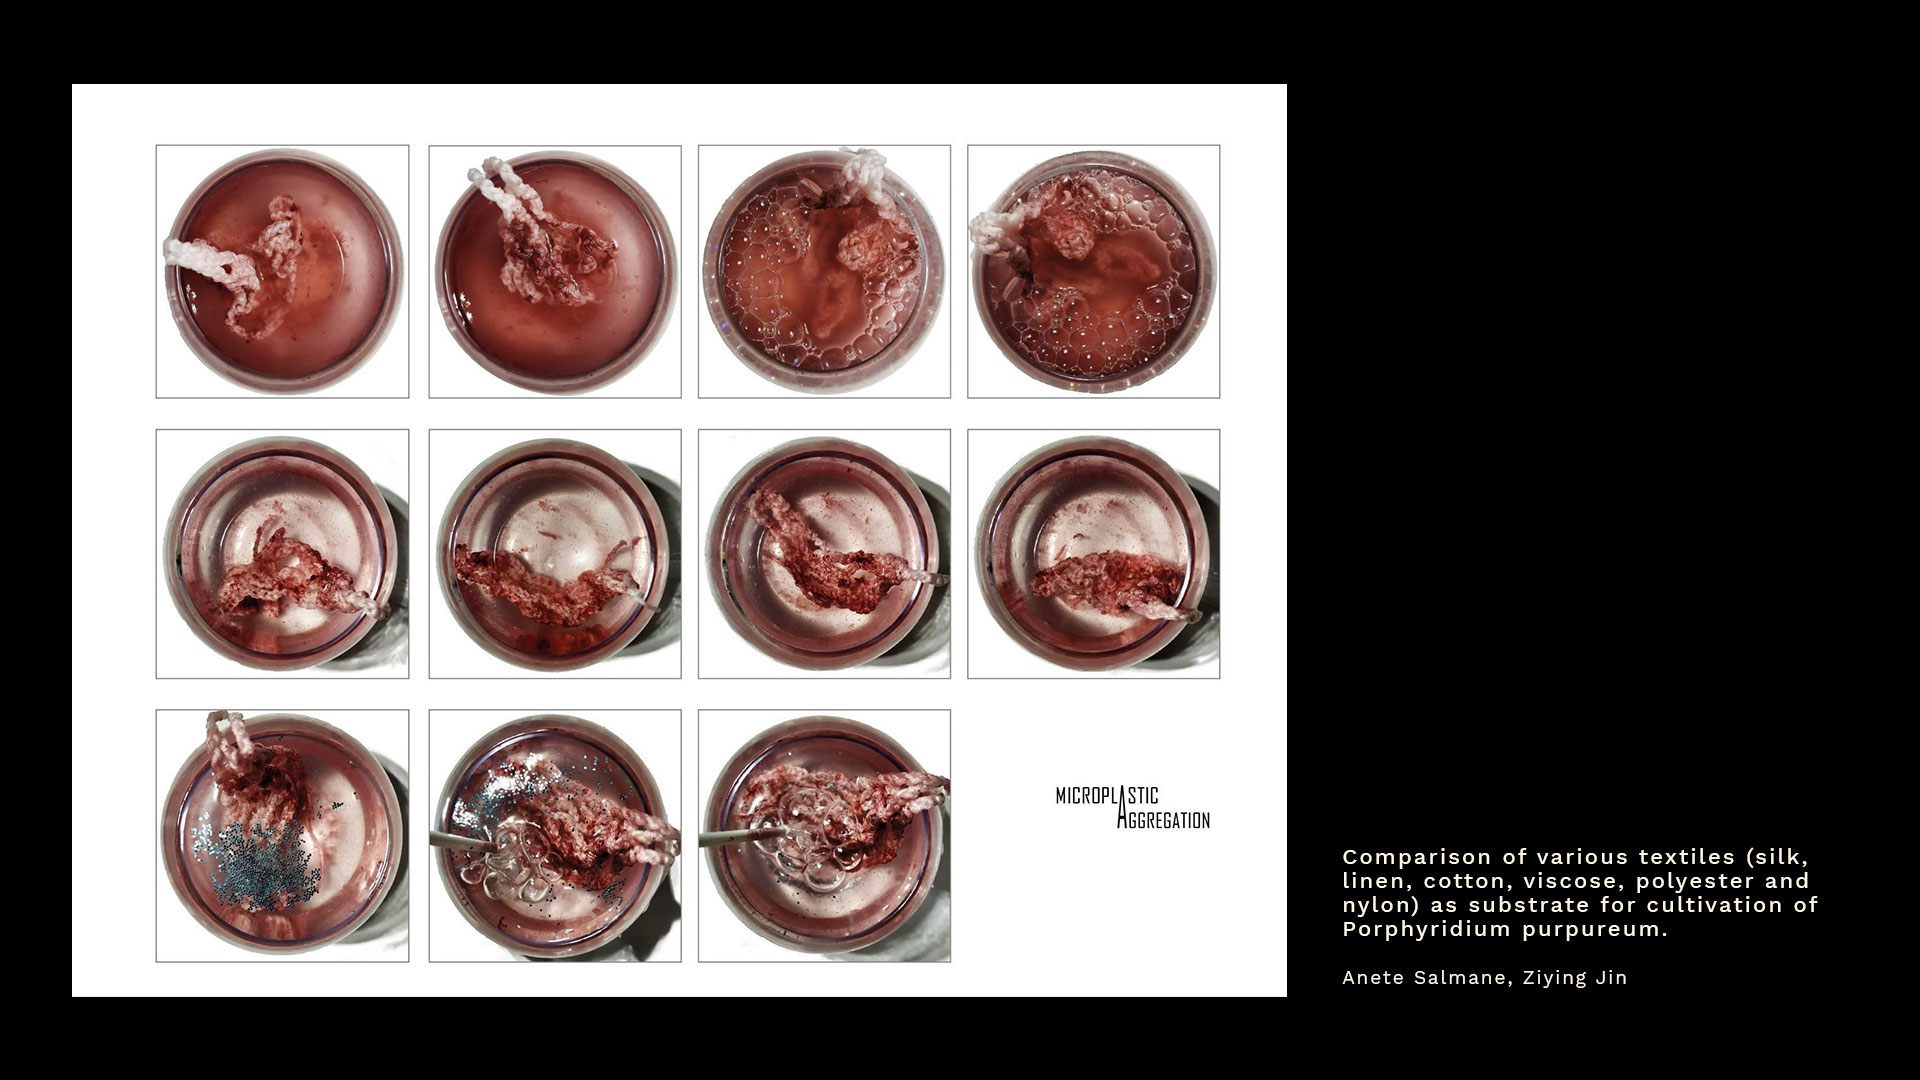 MICROPLASTIC
AGGREGATION
Comparison of various textiles (silk,
linen, cotton, viscose, polyester and
nylon) as substrate for cultivation of
Porphyridium purpureum.
Anete Salmane, Ziying Jin